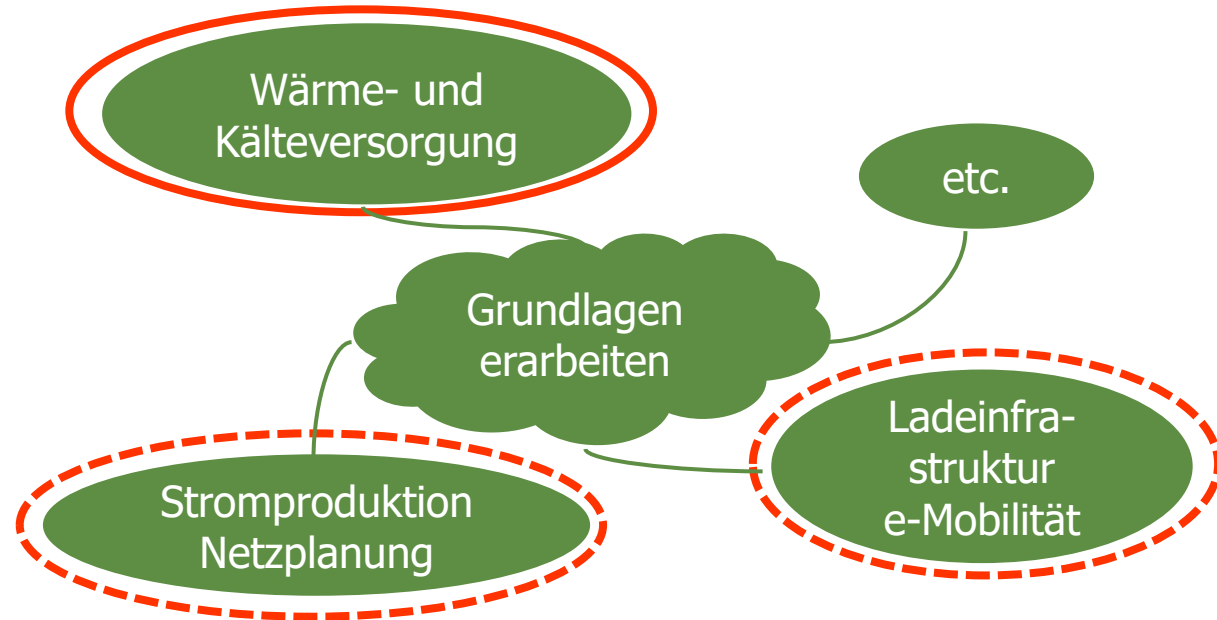 Wärme- und
Kälteversorgung
etc.
Grundlagen
erarbeiten
Ladeinfra-
struktur
e-Mobilität
Stromproduktion
Netzplanung